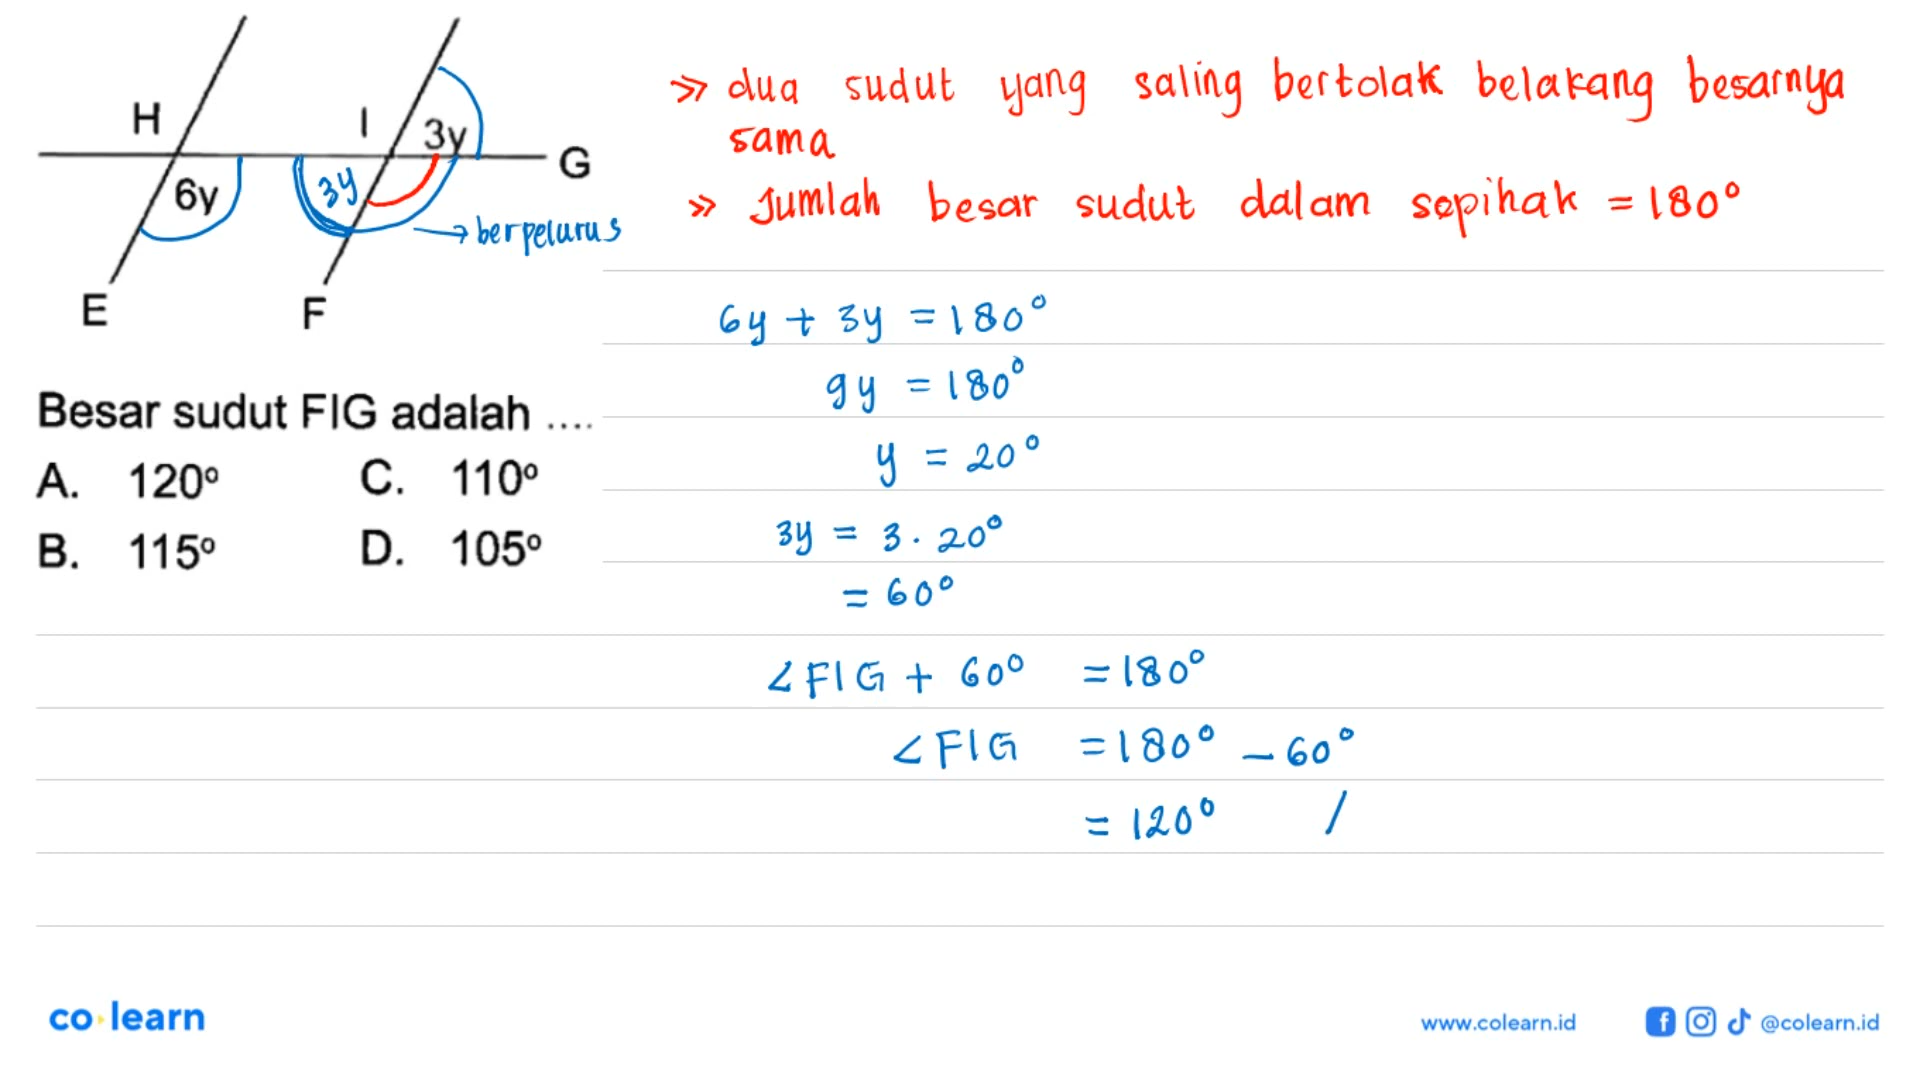 H
I
3y
G
6y
3y
→ berpelurus
E
F
Besar sudut FIG adalah ....
A. 120° C. 110°
B. 115° D. 105°
>> dua sudut yang saling bertolak belakang besarnya
sama
>> Jumlah besar sudut dalam sepihak = 180°
6y + 3y = 180°
9y = 180°
y = 20°
3y = 3 . 20°
= 60°
∠FIG + 60° = 180°
∠FIG = 180° - 60°
= 120° /
co learn
www.colearn.id @colearn.id